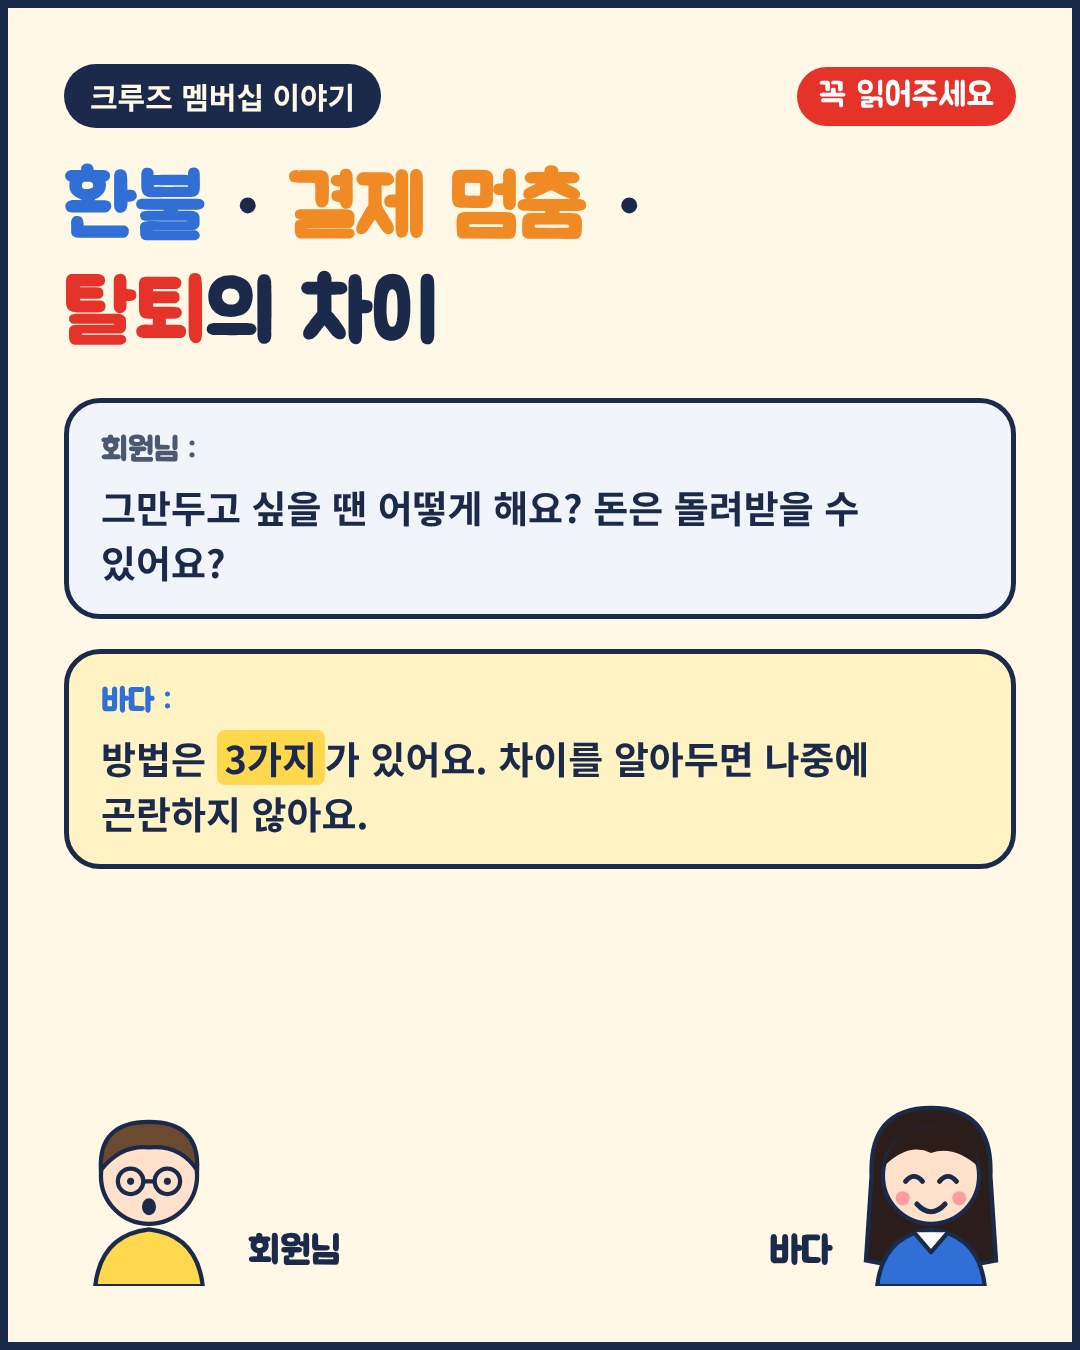 크루즈 멤버십 이야기
꼭 읽어주세요
환불 · 결제 멈춤 ·
탈퇴의 차이
회원님 :
그만두고 싶을 땐 어떻게 해요? 돈은 돌려받을 수
있어요?
바다 :
방법은 3가지가 있어요. 차이를 알아두면 나중에
곤란하지 않아요.
회원님
바다